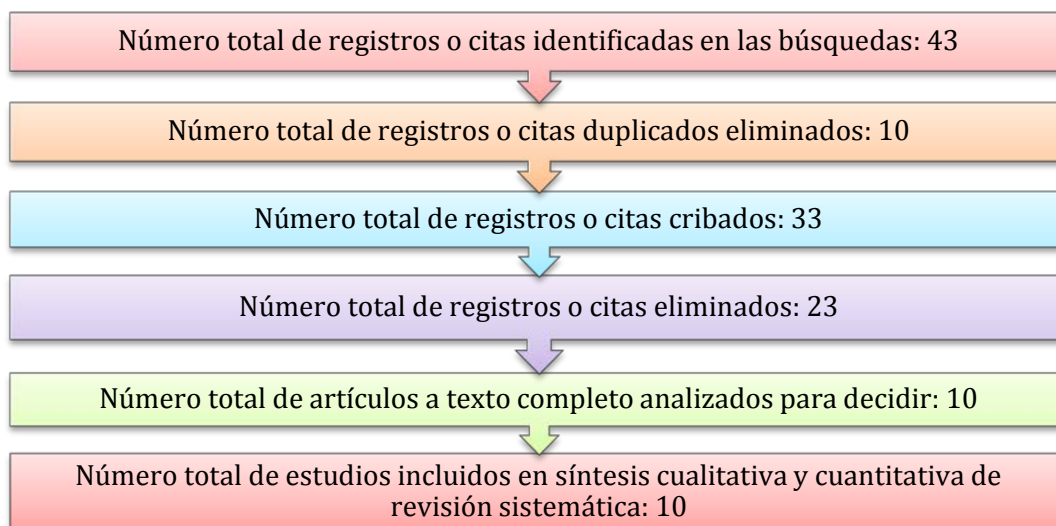 Número total de registros o citas identificadas en las búsquedas: 43
Número total de registros o citas duplicados eliminados: 10
Número total de registros o citas cribados: 33
Número total de registros o citas eliminados: 23
Número total de artículos a texto completo analizados para decidir: 10
Número total de estudios incluidos en síntesis cualitativa y cuantitativa de
revisión sistemática: 10